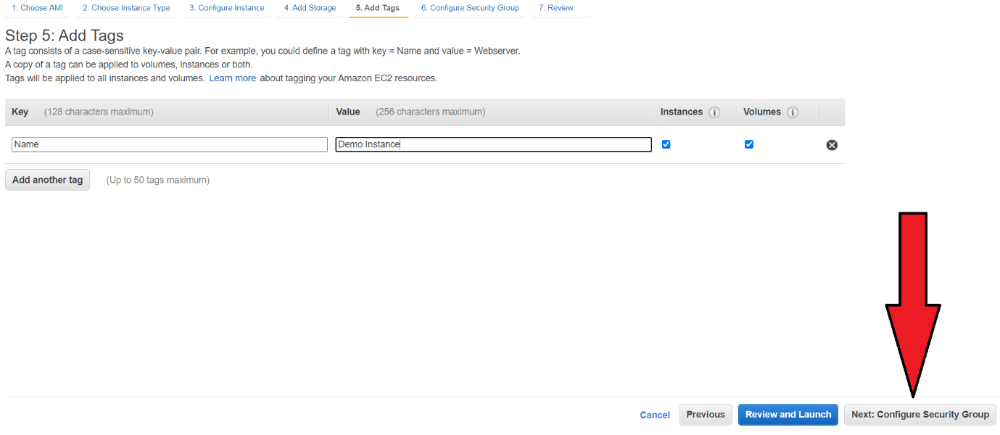 1. Choose AMI 2. Choose Instance Type 3. Configure Instance 4. Add Storage 5. Add Tags 6. Configure Security Group 7. Review
Step 5: Add Tags
A tag consists of a case-sensitive key-value pair. For example, you could define a tag with key = Name and value = Webserver.
A copy of a tag can be applied to volumes, instances or both.
Tags will be applied to all instances and volumes. Learn more about tagging your Amazon EC2 resources.
Key (128 characters maximum) Value (256 characters maximum) Instances i Volumes i
Name Demo Instance
Add another tag (Up to 50 tags maximum)
Cancel Previous Review and Launch Next: Configure Security Group